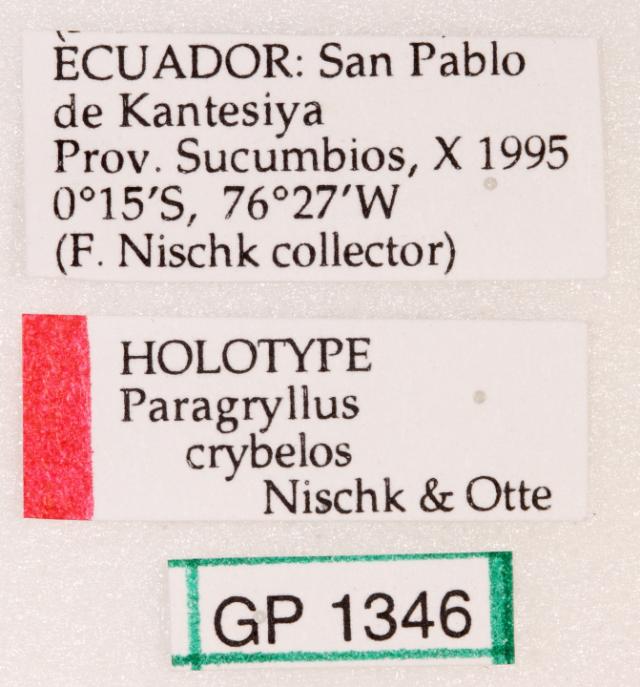 ECUADOR: San Pablo
de Kantesiya
Prov. Sucumbios, X 1995
0°15'S, 76°27'W
(F. Nischk collector)
HOLOTYPE
Paragryllus
crybelos
Nischk & Otte
GP 1346